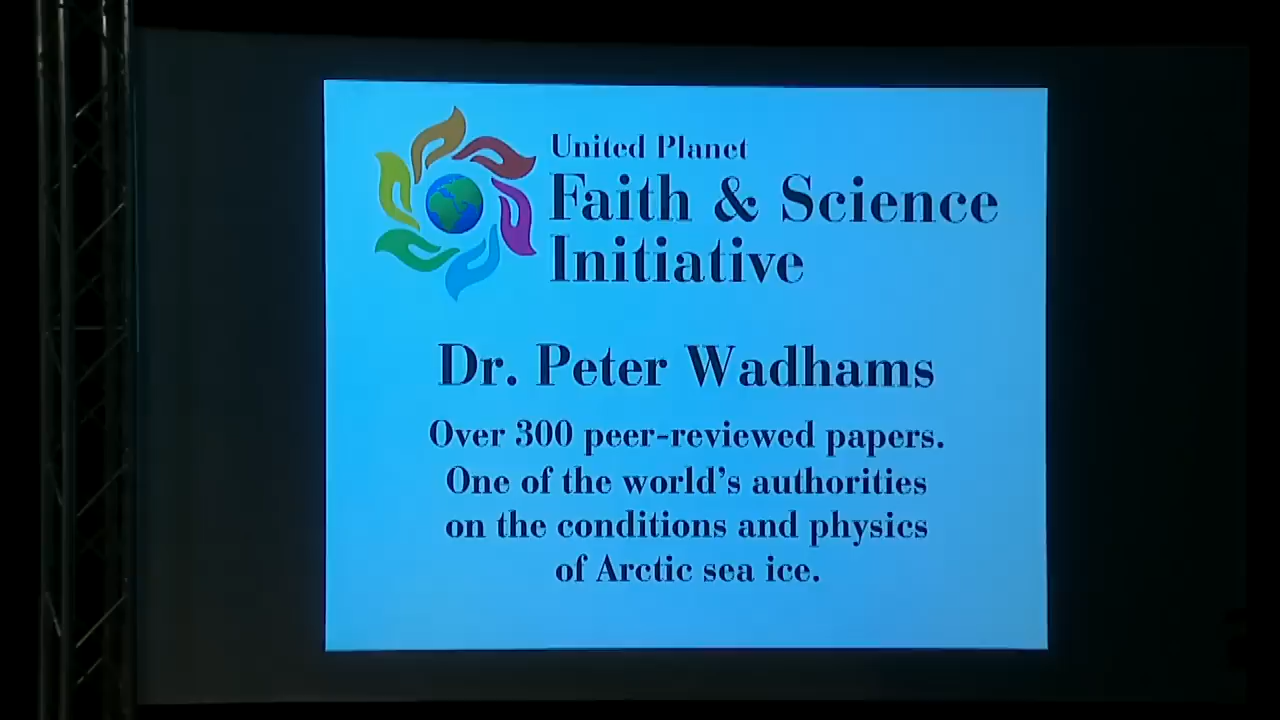 United Planet
Faith & Science
Initiative
Dr. Peter Wadhams
Over 300 peer-reviewed papers.
One of the world's authorities
on the conditions and physics
of Arctic sea ice.